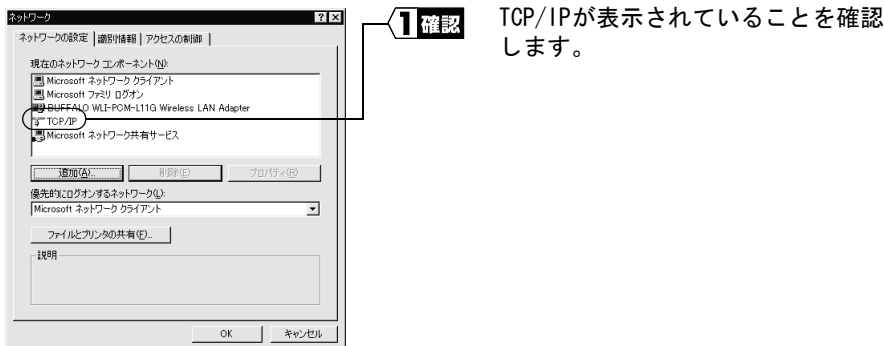 ネットワーク
ネットワークの設定 識別情報 アクセスの制御
現在のネットワーク コンポーネント(N):
Microsoft ネットワーク クライアント
Microsoft ファミリ ログオン
BUFFALO WLI-PCM-L11G Wireless LAN Adapter
TCP/IP
Microsoft ネットワーク共有サービス
追加(A)... 削除(E) プロパティ(R)
優先的にログオンするネットワーク(L):
Microsoft ネットワーク クライアント
ファイルとプリンタの共有(F)...
説明
OK キャンセル
1 確認
TCP/IPが表示されていることを確認
します。